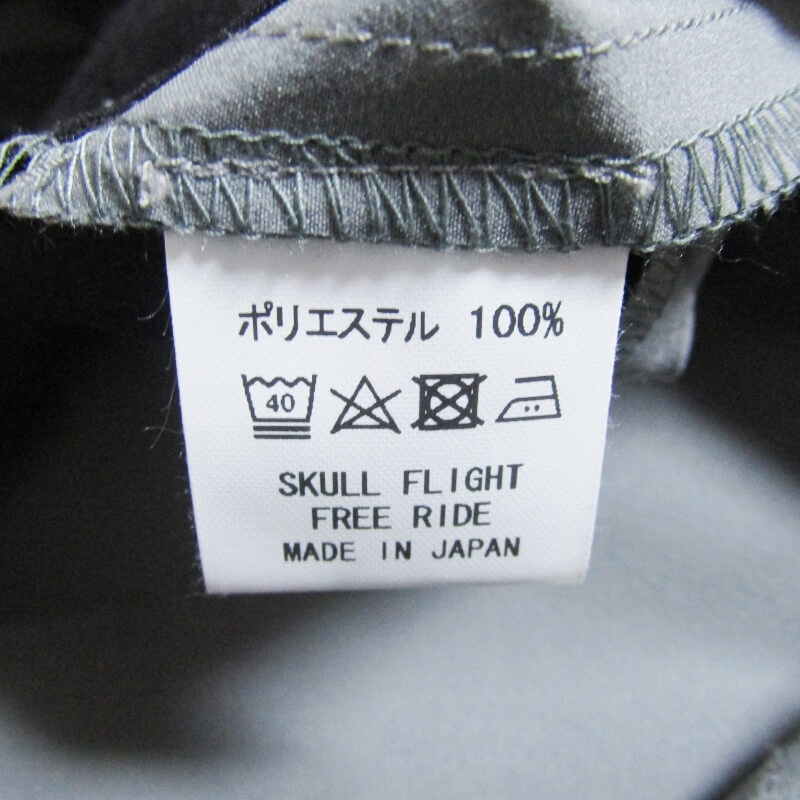 ポリエステル 100%
40
SKULL FLIGHT
FREE RIDE
MADE IN JAPAN